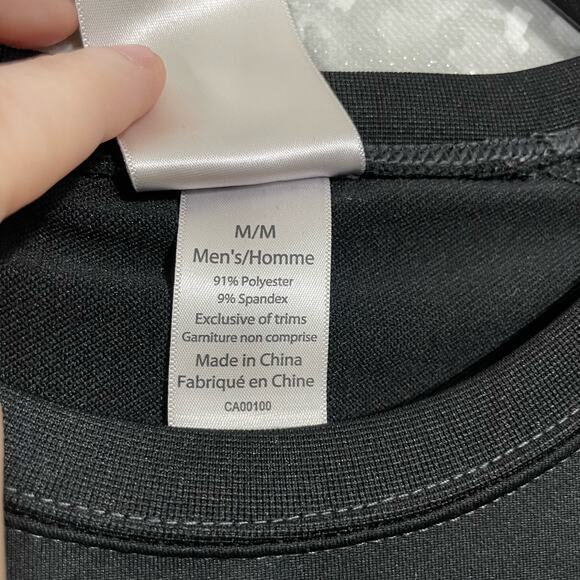 M/M
Men's/Homme
91% Polyester
9% Spandex
Exclusive of trims
Garniture non comprise
Made in China
Fabriqué en Chine
CA00100